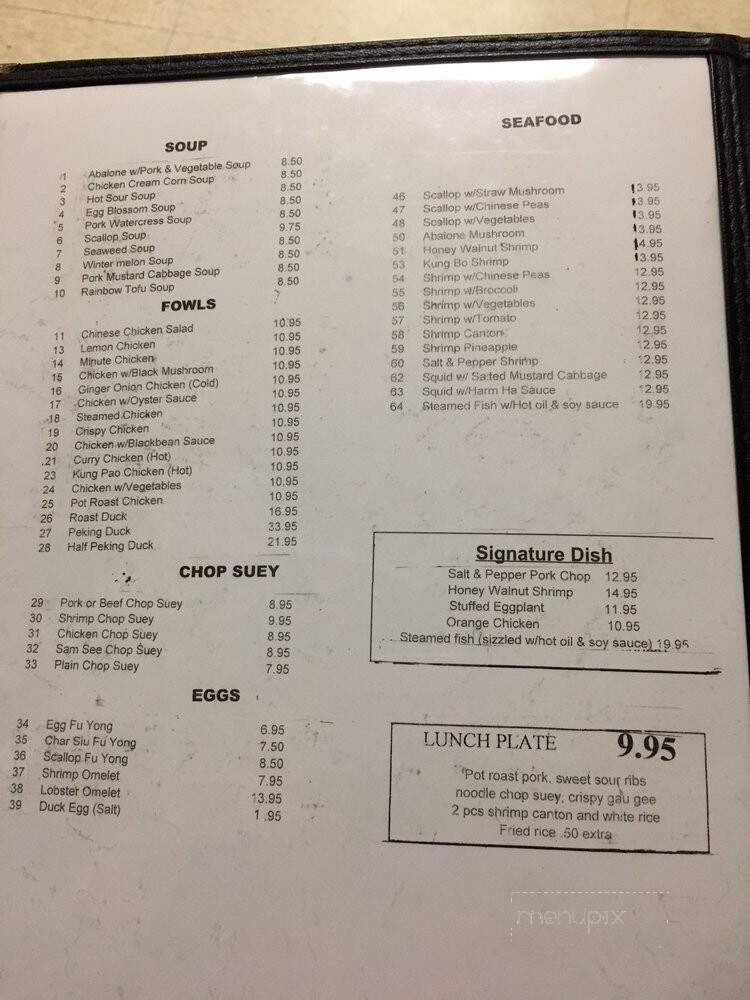 SOUP
1 Abalone w/Pork & Vegetable Soup 8.50
2 Chicken Cream Corn Soup 8.50
3 Hot Sour Soup 8.50
4 Egg Blossom Soup 8.50
5 Pork Watercress Soup 8.50
6 Scallop Soup 9.75
7 Seaweed Soup 8.50
8 Winter melon Soup 8.50
9 Pork Mustard Cabbage Soup 8.50
10 Rainbow Tofu Soup 8.50
FOWLS
11 Chinese Chicken Salad 10.95
13 Lemon Chicken 10.95
14 Minute Chicken 10.95
15 Chicken w/Black Mushroom 10.95
16 Ginger Onion Chicken (Cold) 10.95
17 Chicken w/Oyster Sauce 10.95
18 Steamed Chicken 10.95
19 Crispy Chicken 10.95
20 Chicken w/Blackbean Sauce 10.95
21 Curry Chicken (Hot) 10.95
23 Kung Pao Chicken (Hot) 10.95
24 Chicken w/Vegetables 10.95
25 Pot Roast Chicken 10.95
26 Roast Duck 16.95
27 Peking Duck 33.95
28 Half Peking Duck 21.95
CHOP SUEY
29 Pork or Beef Chop Suey 8.95
30 Shrimp Chop Suey 9.95
31 Chicken Chop Suey 8.95
32 Sam See Chop Suey 8.95
33 Plain Chop Suey 7.95
EGGS
34 Egg Fu Yong 6.95
35 Char Siu Fu Yong 7.50
36 Scallop Fu Yong 8.50
37 Shrimp Omelet 7.95
38 Lobster Omelet 13.95
39 Duck Egg (Salt) 1 .95
SEAFOOD
46 Scallop w/Straw Mushroom 13.95
47 Scallop w/Chinese Peas 13.95
48 Scallop w/Vegetables 13.95
50 Abalone Mushroom 13.95
51 Honey Walnut Shrimp 14.95
53 Kung Bo Shrimp 13.95
54 Shrimp w/Chinese Peas 12.95
55 Shrimp w/Broccoli 12.95
56 Shrimp w/Vegetables 12.95
57 Shrimp w/Tomato 12.95
58 Shrimp Canton 12.95
59 Shrimp Pineapple 12.95
60 Salt & Pepper Shrimp 12.95
62 Squid w/ Salted Mustard Cabbage 12.95
63 Squid w/Harm Ha Sauce 12.95
64 Steamed Fish w/Hot oil & soy sauce 19.95
Signature Dish
Salt & Pepper Pork Chop 12.95
Honey Walnut Shrimp 14.95
Stuffed Eggplant 11.95
Orange Chicken 10.95
Steamed fish (sizzled w/hot oil & soy sauce) 19.95
LUNCH PLATE 9.95
Pot roast pork, sweet sour ribs
noodle chop suey, crispy gau gee
2 pcs shrimp canton and white rice
Fried rice .50 extra
menupix